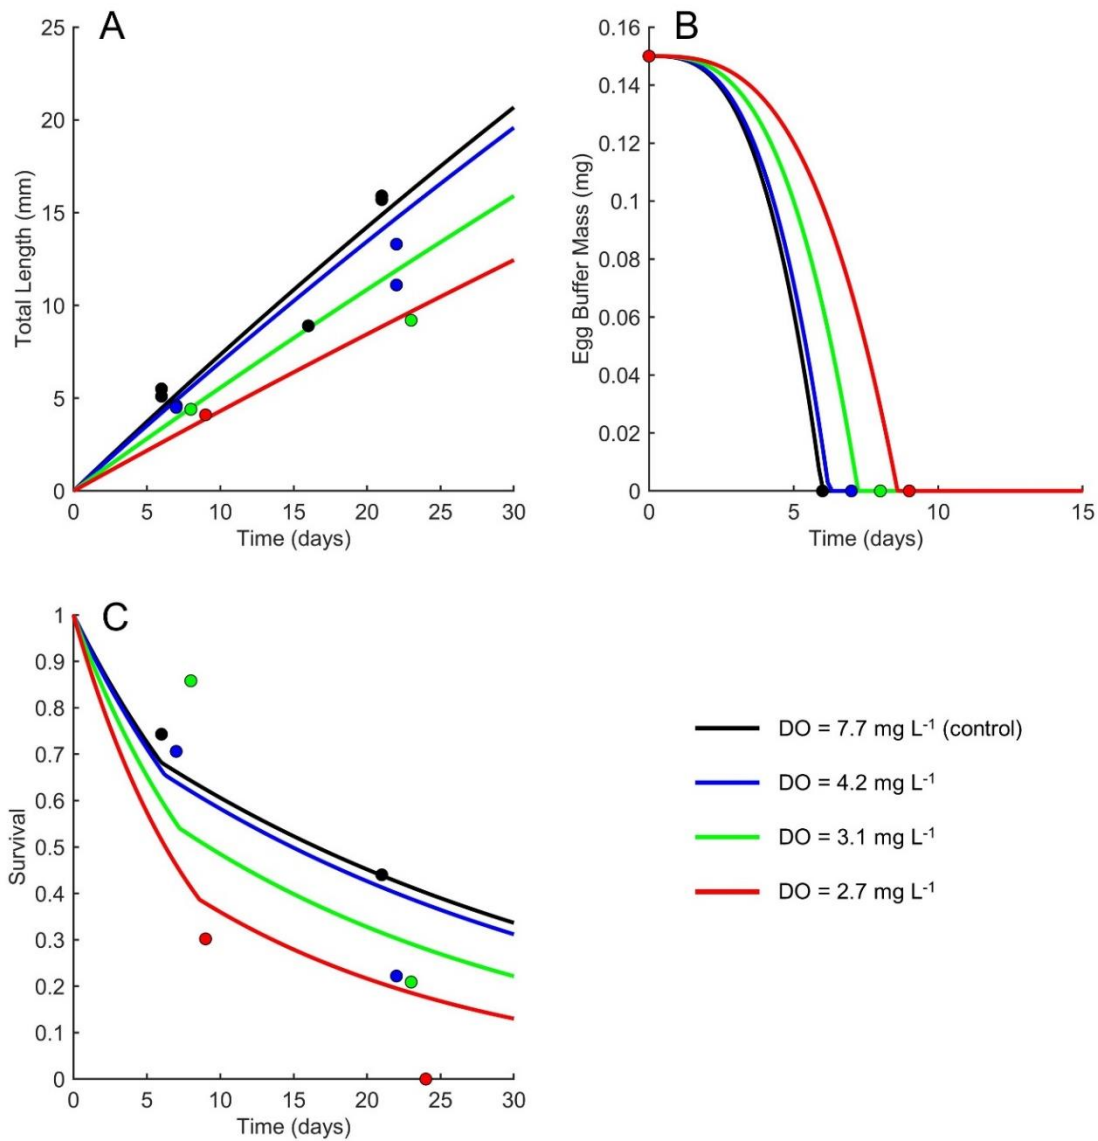 A
25
20
15
10
5
0
0 5 10 15 20 25 30
Time (days)
Total Length (mm)
B
0.16
0.14
0.12
0.1
0.08
0.06
0.04
0.02
0
0 5 10 15
Time (days)
Egg Buffer Mass (mg)
C
1
0.9
0.8
0.7
0.6
0.5
0.4
0.3
0.2
0.1
0
0 5 10 15 20 25 30
Time (days)
Survival
DO = 7.7 mg L⁻¹ (control)
DO = 4.2 mg L⁻¹
DO = 3.1 mg L⁻¹
DO = 2.7 mg L⁻¹